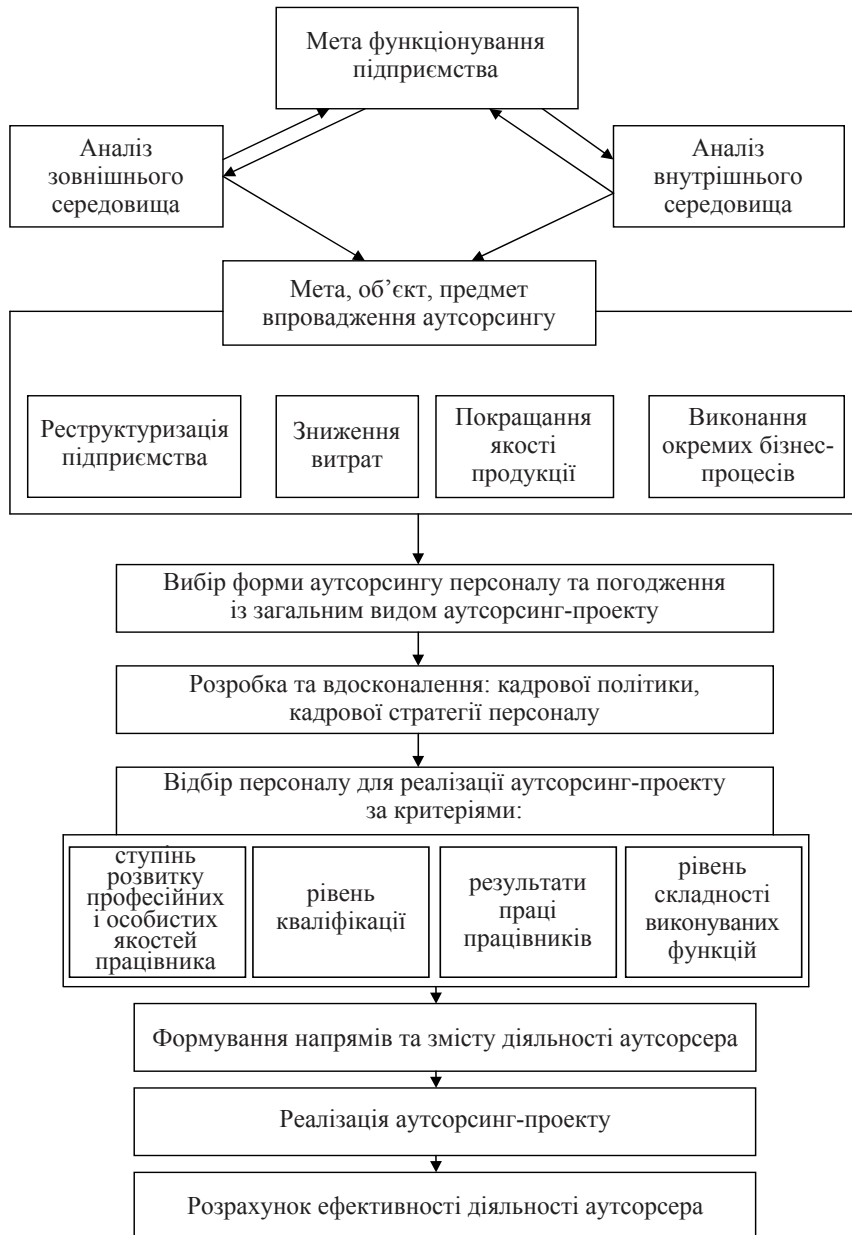 Мета функціонування
підприємства
Аналіз
зовнішнього
середовища
Аналіз
внутрішнього
середовища
Мета, об’єкт, предмет
впровадження аутсорсингу
Реструктуризація
підприємства
Зниження
витрат
Покращання
якості
продукції
Виконання
окремих бізнес-
процесів
Вибір форми аутсорсингу персоналу та погодження
із загальним видом аутсорсинг-проекту
Розробка та вдосконалення: кадрової політики,
кадрової стратегії персоналу
Відбір персоналу для реалізації аутсорсинг-проекту
за критеріями:
ступінь
розвитку
професійних
і особистих
якостей
працівника
рівень
кваліфікації
результати
праці
працівників
рівень
складності
виконуваних
функцій
Формування напрямів та змісту діяльності аутсорсера
Реалізація аутсорсинг-проекту
Розрахунок ефективності діяльності аутсорсера